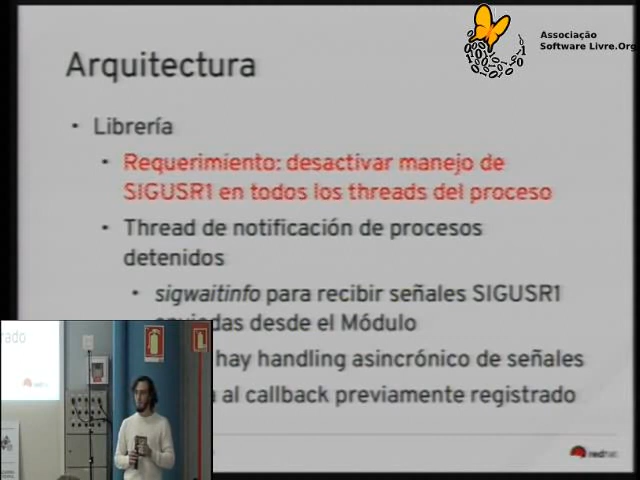 Associação
Software Livre.Org
Arquitectura
• Librería
• Requerimiento: desactivar manejo de
SIGUSR1 en todos los threads del proceso
• Thread de notificación de procesos
detenidos
• sigwaitinfo para recibir señales SIGUSR1
desde el Módulo
hay handling asincrónico de señales
al callback previamente registrado
redhat